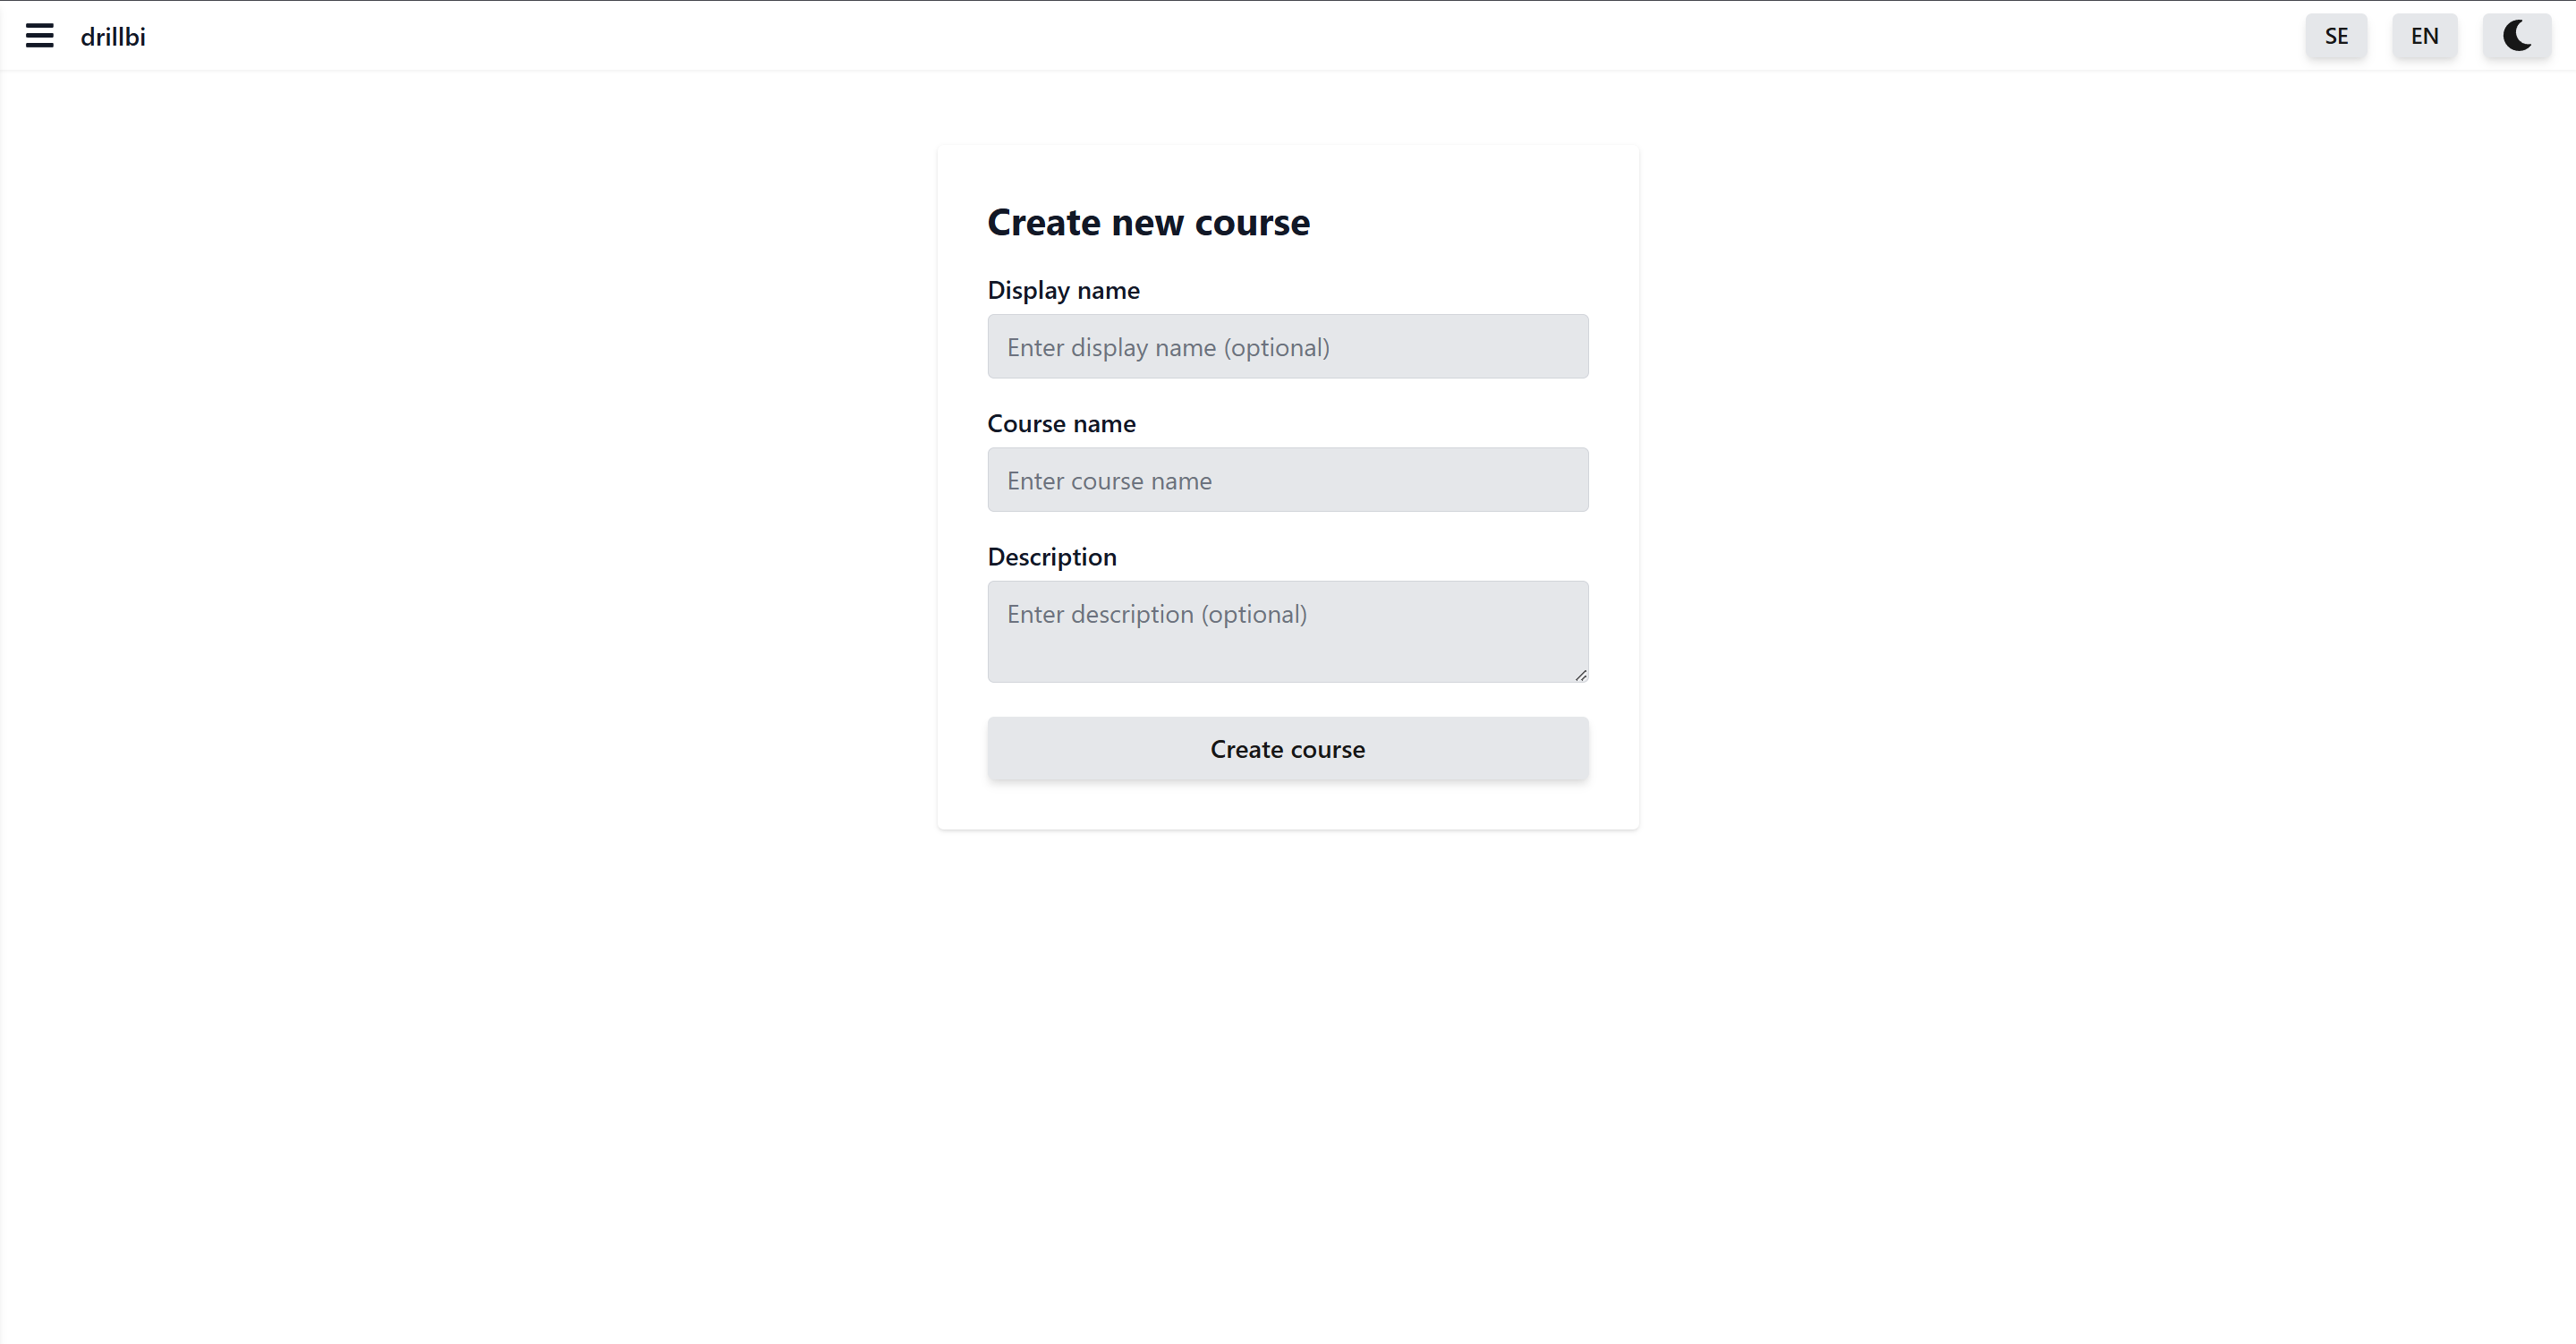 drillbi
SE
EN
Create new course
Display name
Enter display name (optional)
Course name
Enter course name
Description
Enter description (optional)
Create course